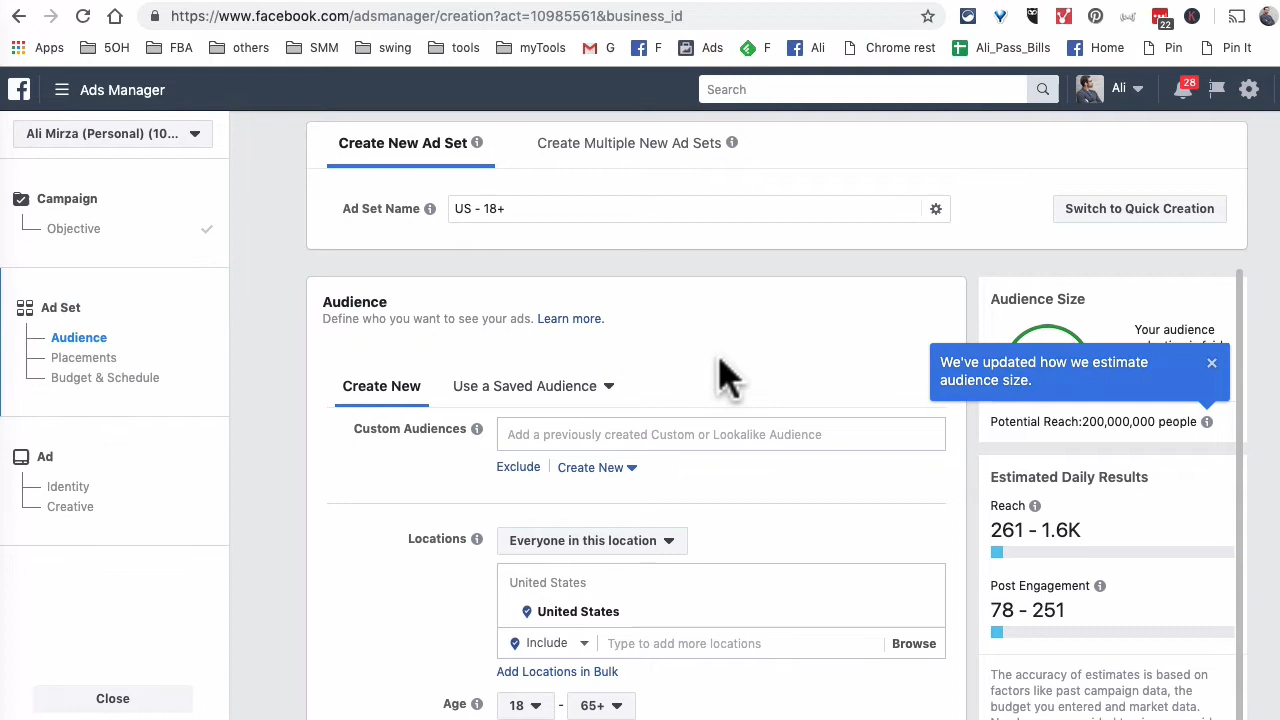 https://www.facebook.com/adsmanager/creation?act=10985561&business_id
22
Apps 5OH FBA others SMM swing tools myTools G F Ads F Ali Chrome rest Ali_Pass_Bills Home Pin Pin It
Ads Manager Search Ali 28
Ali Mirza (Personal) (10...
Campaign
Objective
Ad Set
Audience
Placements
Budget & Schedule
Ad
Identity
Creative
Close
Create New Ad Set Create Multiple New Ad Sets
Ad Set Name US - 18+ Switch to Quick Creation
Audience
Define who you want to see your ads. Learn more.
Create New Use a Saved Audience
Custom Audiences Add a previously created Custom or Lookalike Audience
Exclude Create New
Locations Everyone in this location
United States
United States
Include Type to add more locations Browse
Add Locations in Bulk
Age 18 - 65+
Audience Size
Your audience
We've updated how we estimate
audience size.
Potential Reach:200,000,000 people
Estimated Daily Results
Reach
261 - 1.6K
Post Engagement
78 - 251
The accuracy of estimates is based on
factors like past campaign data, the
budget you entered and market data.